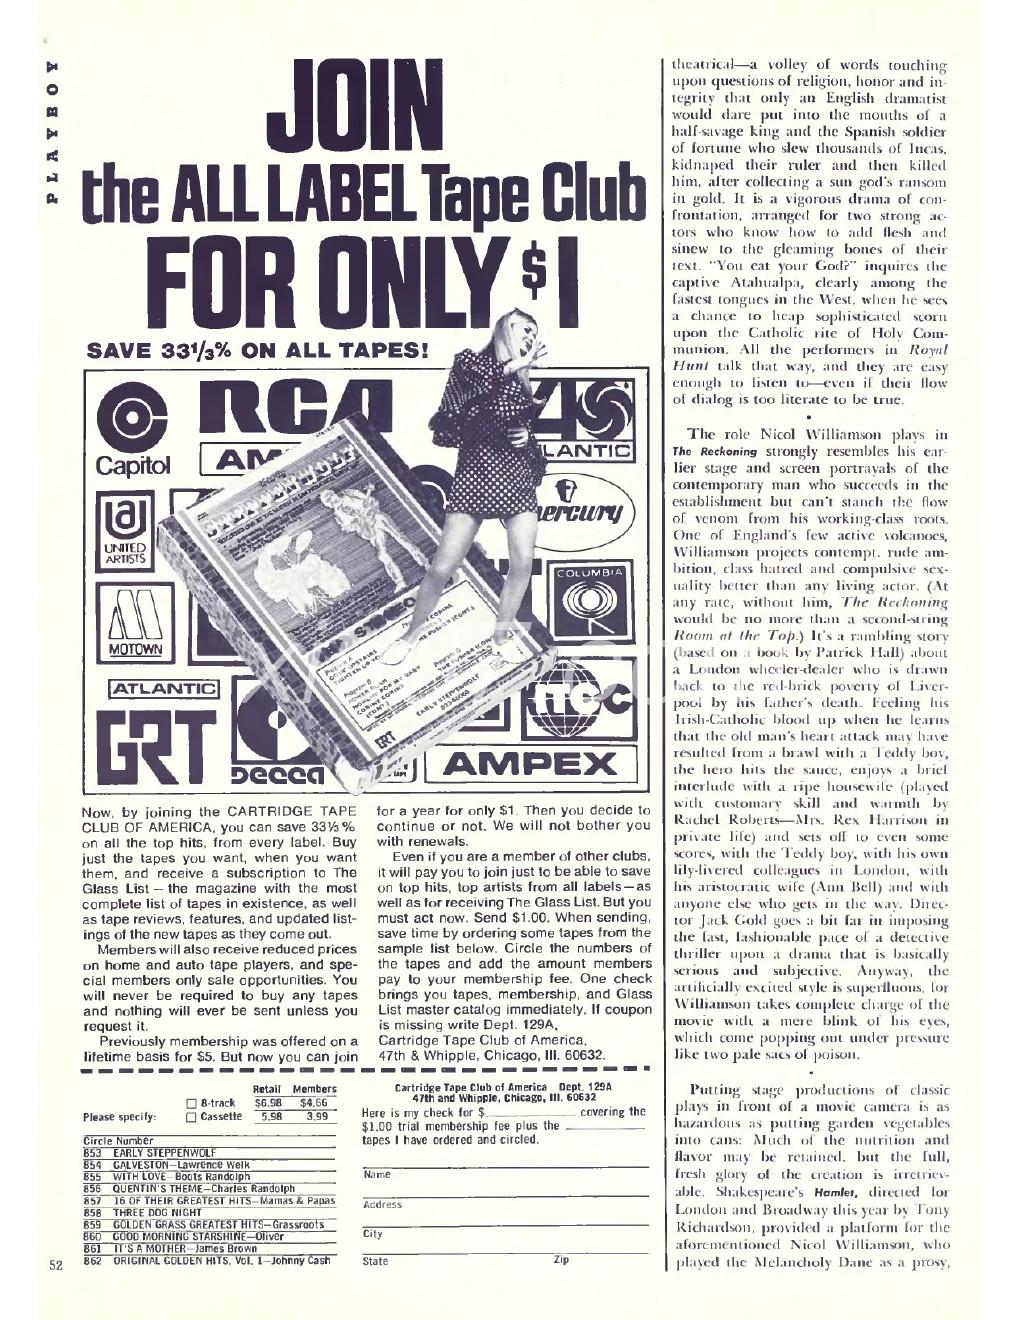 PLAYBOY
JOIN
the ALL LABEL Tape Club
FOR ONLY $1
SAVE 33 1/3% ON ALL TAPES!
Capitol
RCA
ATLANTIC
UNITED
ARTISTS
mercury
MOTOWN
COLUMBIA
ATLANTIC
GRT
DECCA
ITCC
AMPEX
STEREO
EARLY STEPPENWOLF
GRT
Now, by joining the CARTRIDGE TAPE
CLUB OF AMERICA, you can save 33⅓%
on all the top hits, from every label. Buy
just the tapes you want, when you want
them, and receive a subscription to The
Glass List – the magazine with the most
complete list of tapes in existence, as well
as tape reviews, features, and updated list-
ings of the new tapes as they come out.
Members will also receive reduced prices
on home and auto tape players, and spe-
cial members only sale opportunities. You
will never be required to buy any tapes
and nothing will ever be sent unless you
request it.
Previously membership was offered on a
lifetime basis for $5. But now you can join
for a year for only $1. Then you decide to
continue or not. We will not bother you
with renewals.
Even if you are a member of other clubs,
it will pay you to join just to be able to save
on top hits, top artists from all labels – as
well as for receiving The Glass List. But you
must act now. Send $1.00. When sending,
save time by ordering some tapes from the
sample list below. Circle the numbers of
the tapes and add the amount members
pay to your membership fee. One check
brings you tapes, membership, and Glass
List master catalog immediately. If coupon
is missing write Dept. 129A,
Cartridge Tape Club of America,
47th & Whipple, Chicago, Ill. 60632.
Retail Members
8-track $6.98 $4.66
Please specify: Cassette 5.98 3.99
Circle Number
853 EARLY STEPPENWOLF
854 GALVESTON—Lawrence Welk
855 WITH LOVE—Boots Randolph
856 QUENTIN'S THEME—Charles Randolph
857 16 OF THEIR GREATEST HITS—Mamas & Papas
858 THREE DOG NIGHT
859 GOLDEN GRASS GREATEST HITS—Grassroots
860 GOOD MORNING STARSHINE—Oliver
861 IT'S A MOTHER—James Brown
862 ORIGINAL GOLDEN HITS, Vol. 1—Johnny Cash
Cartridge Tape Club of America Dept. 129A
47th and Whipple, Chicago, Ill. 60632
Here is my check for $__________ covering the
$1.00 trial membership fee plus the __________
tapes I have ordered and circled.
Name
Address
City
State Zip
52
theatrical—a volley of words touching
upon questions of religion, honor and in-
tegrity that only an English dramatist
would dare put into the mouths of a
half-savage king and the Spanish soldier
of fortune who slew thousands of Incas,
kidnaped their ruler and then killed
him, after collecting a sun god's ransom
in gold. It is a vigorous drama of con-
frontation, arranged for two strong ac-
tors who know how to add flesh and
sinew to the gleaming bones of their
text. "You eat your God?" inquires the
captive Atahualpa, clearly among the
fastest tongues in the West, when he sees
a chance to heap sophisticated scorn
upon the Catholic rite of Holy Com-
munion. All the performers in Royal
Hunt talk that way, and they are easy
enough to listen to—even if their flow
of dialog is too literate to be true.
•
The role Nicol Williamson plays in
The Reckoning strongly resembles his ear-
lier stage and screen portrayals of the
contemporary man who succeeds in the
establishment but can't stanch the flow
of venom from his working-class roots.
One of England's few active volcanoes,
Williamson projects contempt, rude am-
bition, class hatred and compulsive sex-
uality better than any living actor. (At
any rate, without him, The Reckoning
would be no more than a second-string
Room at the Top.) It's a rambling story
(based on a book by Patrick Hall) about
a London wheeler-dealer who is drawn
back to the red-brick poverty of Liver-
pool by his father's death. Feeling his
Irish-Catholic blood up when he learns
that the old man's heart attack may have
resulted from a brawl with a Teddy boy,
the hero hits the sauce, enjoys a brief
interlude with a ripe housewife (played
with customary skill and warmth by
Rachel Roberts—Mrs. Rex Harrison in
private life) and sets off to even some
scores, with the Teddy boy, with his own
lily-livered colleagues in London, with
his aristocratic wife (Ann Bell) and with
anyone else who gets in the way. Direc-
tor Jack Gold goes a bit far in imposing
the fast, fashionable pace of a detective
thriller upon a drama that is basically
serious and subjective. Anyway, the
artificially excited style is superfluous, for
Williamson takes complete charge of the
movie with a mere blink of his eyes,
which come popping out under pressure
like two pale sacs of poison.
•
Putting stage productions of classic
plays in front of a movie camera is as
hazardous as putting garden vegetables
into cans: Much of the nutrition and
flavor may be retained, but the full,
fresh glory of the creation is irretriev-
able. Shakespeare's Hamlet, directed for
London and Broadway this year by Tony
Richardson, provided a platform for the
aforementioned Nicol Williamson, who
played the Melancholy Dane as a prosy,